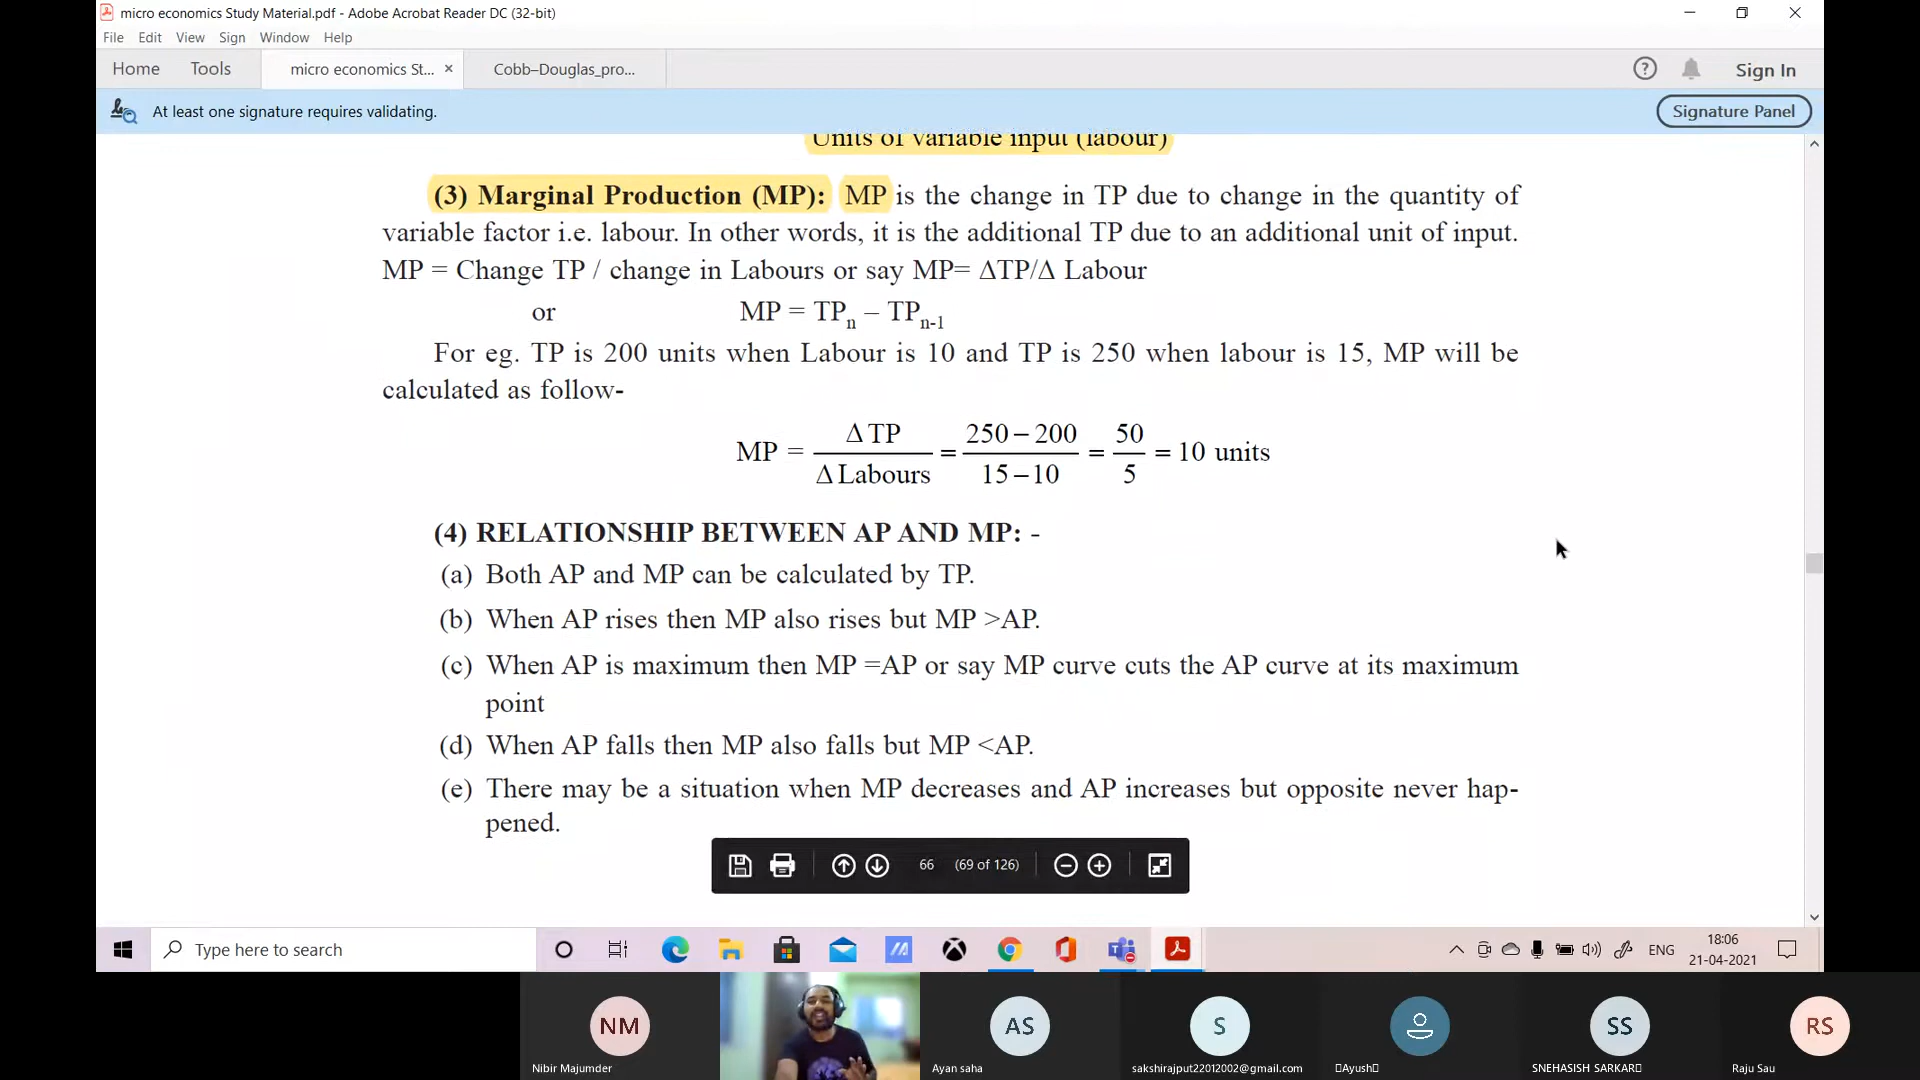 micro economics Study Material.pdf - Adobe Acrobat Reader DC (32-bit)
File Edit View Sign Window Help
Home Tools micro economics St... × Cobb–Douglas_pro... Sign In
At least one signature requires validating. Signature Panel
Units of variable input (labour)
(3) Marginal Production (MP): MP is the change in TP due to change in the quantity of
variable factor i.e. labour. In other words, it is the additional TP due to an additional unit of input.
MP = Change TP / change in Labours or say MP= ΔTP/Δ Labour
or MP = TPn – TPn-1
For eg. TP is 200 units when Labour is 10 and TP is 250 when labour is 15, MP will be
calculated as follow-
MP = Δ TP / Δ Labours = 250 – 200 / 15 – 10 = 50 / 5 = 10 units
(4) RELATIONSHIP BETWEEN AP AND MP: -
(a) Both AP and MP can be calculated by TP.
(b) When AP rises then MP also rises but MP >AP.
(c) When AP is maximum then MP =AP or say MP curve cuts the AP curve at its maximum
point
(d) When AP falls then MP also falls but MP <AP.
(e) There may be a situation when MP decreases and AP increases but opposite never hap-
pened.
66 (69 of 126)
Type here to search ENG 18:06
21-04-2021
NM AS S SS RS
Nibir Majumder Ayan saha sakshirajput22012002@gmail.com Ayush SNEHASISH SARKAR Raju Sau